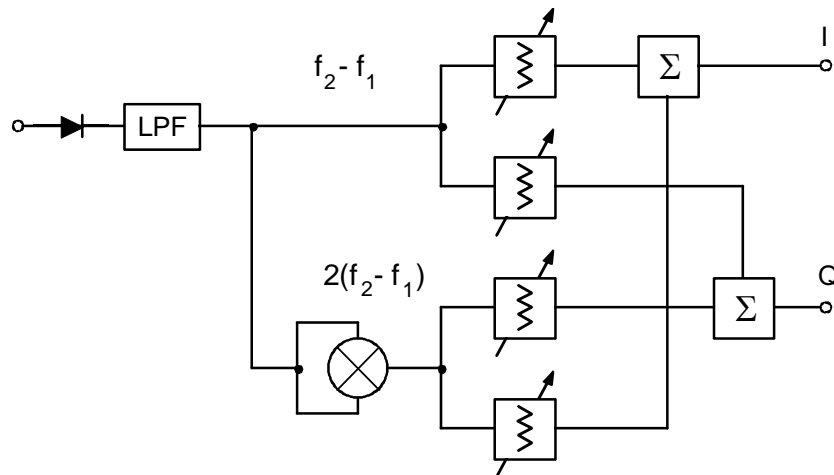 I
f₂ - f₁
Σ
LPF
2(f₂ - f₁)
Q
Σ